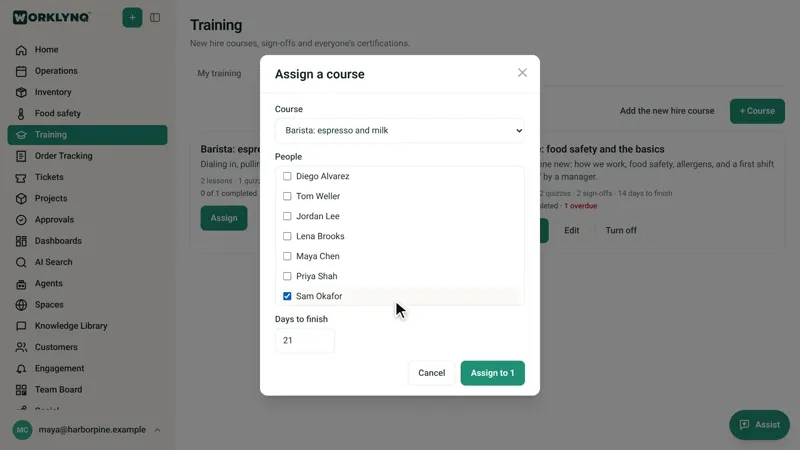 WORKLYNQ
Home
Operations
Inventory
Food safety
Training
Order Tracking
Tickets
Projects
Approvals
Dashboards
AI Search
Agents
Spaces
Knowledge Library
Customers
Engagement
Team Board
MC
maya@harborpine.example
Training
New hire courses, sign-offs and everyone's certifications.
My training
Add the new hire course
+ Course
Barista: espre
Dialing in, pullin
2 lessons · 1 quiz
0 of 1 completed
Assign
: food safety and the basics
one new: how we work, food safety, allergens, and a first shift
by a manager.
2 quizzes · 2 sign-offs · 14 days to finish
pleted · 1 overdue
Edit
Turn off
Assign a course
Course
Barista: espresso and milk
People
Diego Alvarez
Tom Weller
Jordan Lee
Lena Brooks
Maya Chen
Priya Shah
Sam Okafor
Days to finish
21
Cancel
Assign to 1
Assist